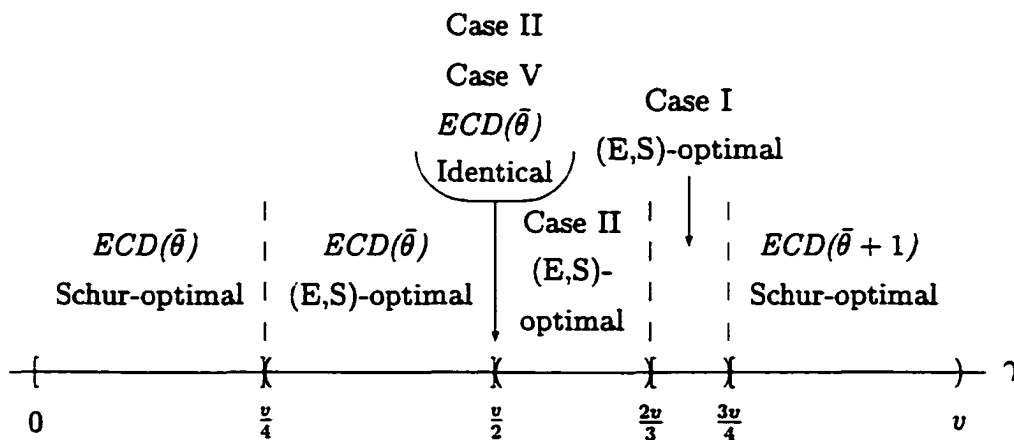 Case II
Case V
ECD(θ̄)
Identical
Case I
(E,S)-optimal
ECD(θ̄)
Schur-optimal
ECD(θ̄)
(E,S)-optimal
Case II
(E,S)-
optimal
ECD(θ̄ + 1)
Schur-optimal
[ )[ )[ )[ )[ ) γ
0 v/4 v/2 2v/3 3v/4 v